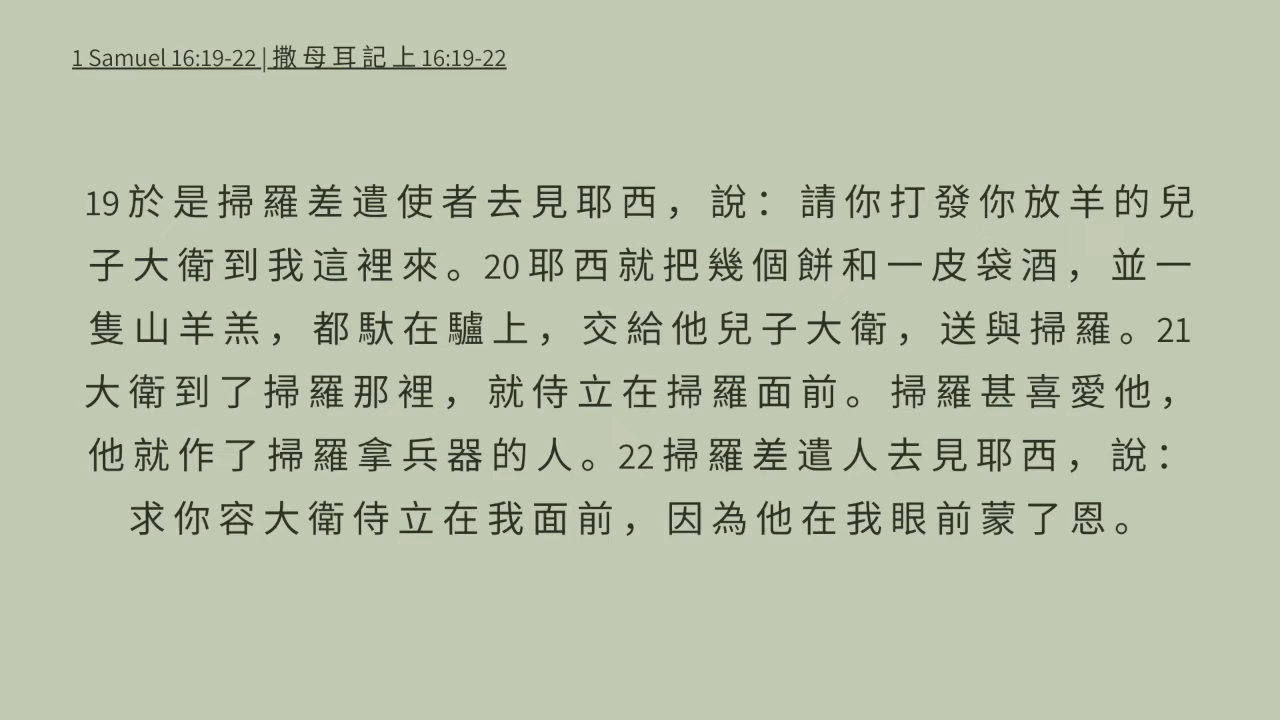 1 Samuel 16:19-22 | 撒母耳記上 16:19-22
19於是掃羅差遣使者去見耶西，說：請你打發你放羊的兒
子大衛到我這裡來。20耶西就把幾個餅和一皮袋酒，並一
隻山羊羔，都馱在驢上，交給他兒子大衛，送與掃羅。21
大衛到了掃羅那裡，就侍立在掃羅面前。掃羅甚喜愛他，
他就作了掃羅拿兵器的人。22掃羅差遣人去見耶西，說：
求你容大衛侍立在我面前，因為他在我眼前蒙了恩。